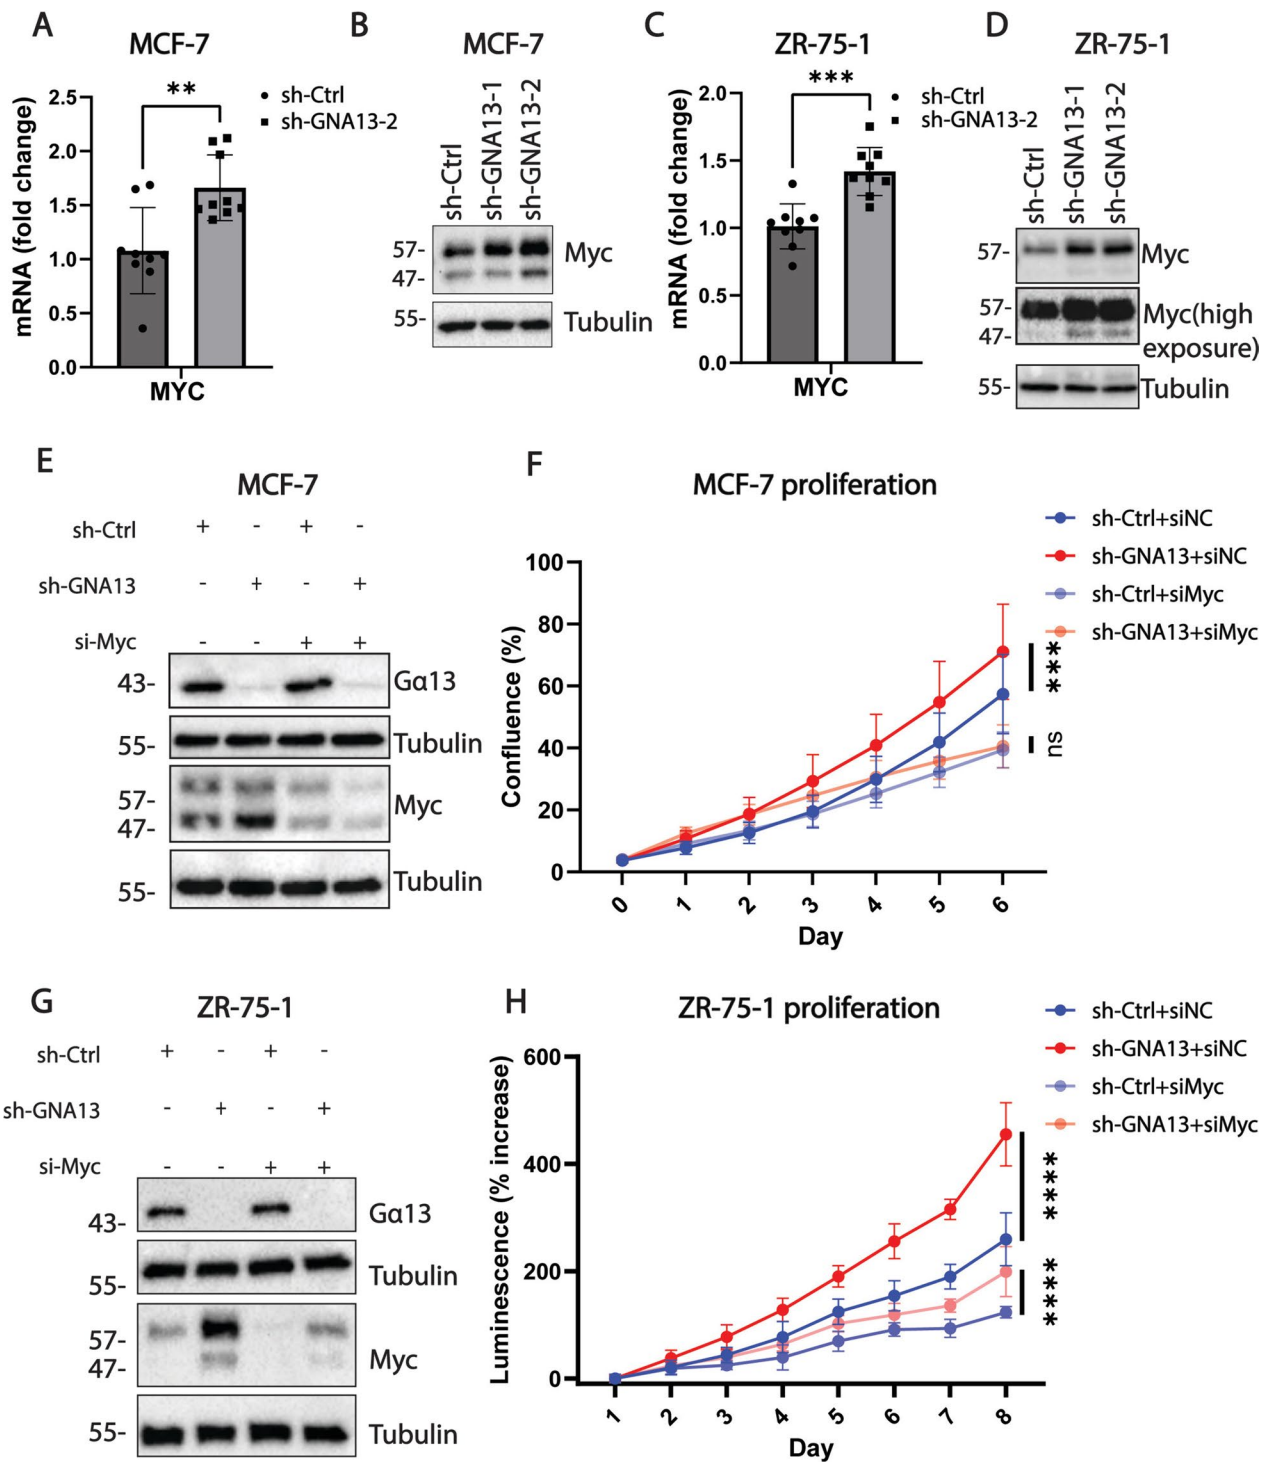 A
MCF-7
mRNA (fold change)
2.5
2.0
1.5
1.0
0.5
0.0
**
sh-Ctrl
sh-GNA13-2
MYC
B
MCF-7
sh-Ctrl
sh-GNA13-1
sh-GNA13-2
57-
47-
Myc
55-
Tubulin
C
ZR-75-1
mRNA (fold change)
2.0
1.5
1.0
0.5
0.0
***
sh-Ctrl
sh-GNA13-2
MYC
D
ZR-75-1
sh-Ctrl
sh-GNA13-1
sh-GNA13-2
57-
Myc
57-
47-
Myc(high
exposure)
55-
Tubulin
E
MCF-7
sh-Ctrl + - + -
sh-GNA13 - + - +
si-Myc - - + +
43-
Gα13
55-
Tubulin
57-
47-
Myc
55-
Tubulin
F
MCF-7 proliferation
sh-Ctrl+siNC
sh-GNA13+siNC
sh-Ctrl+siMyc
sh-GNA13+siMyc
Confluence (%)
100
80
60
40
20
0
***
ns
0 1 2 3 4 5 6
Day
G
ZR-75-1
sh-Ctrl + - + -
sh-GNA13 - + - +
si-Myc - - + +
43-
Gα13
55-
Tubulin
57-
47-
Myc
55-
Tubulin
H
ZR-75-1 proliferation
sh-Ctrl+siNC
sh-GNA13+siNC
sh-Ctrl+siMyc
sh-GNA13+siMyc
Luminescence (% increase)
600
400
200
0
****
****
1 2 3 4 5 6 7 8
Day